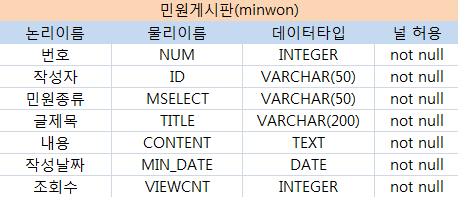 민원게시판(minwon)
논리이름 물리이름 데이터타입 널 허용
번호 NUM INTEGER not null
작성자 ID VARCHAR(50) not null
민원종류 MSELECT VARCHAR(50) not null
글제목 TITLE VARCHAR(200) not null
내용 CONTENT TEXT not null
작성날짜 MIN_DATE DATE not null
조회수 VIEWCNT INTEGER not null